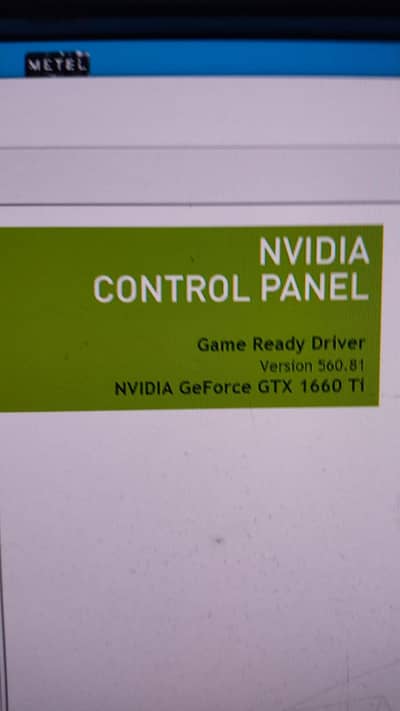 METEL
NVIDIA
CONTROL PANEL
Game Ready Driver
Version 560.81
NVIDIA GeForce GTX 1660 Ti